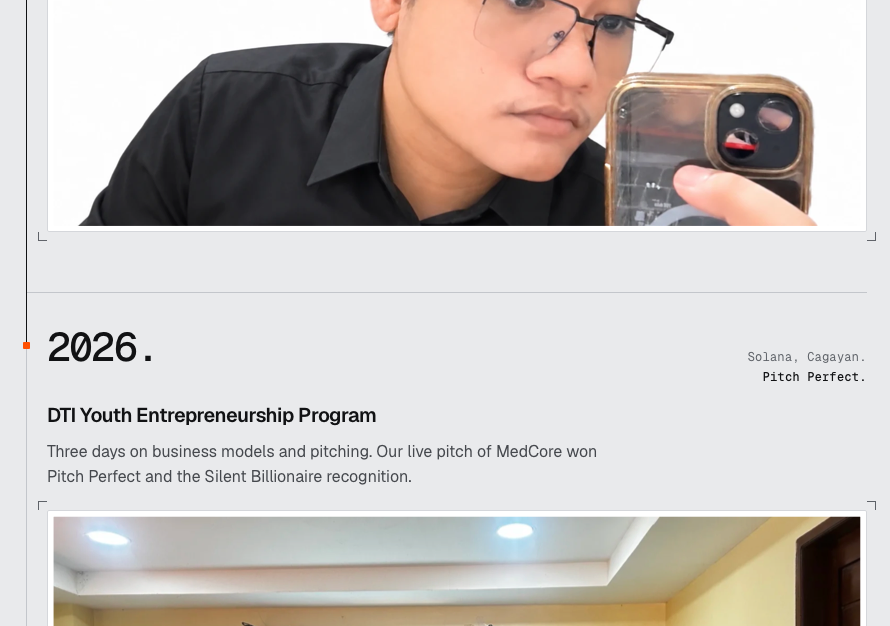 2026.
Solana, Cagayan.
Pitch Perfect.
DTI Youth Entrepreneurship Program
Three days on business models and pitching. Our live pitch of MedCore won
Pitch Perfect and the Silent Billionaire recognition.